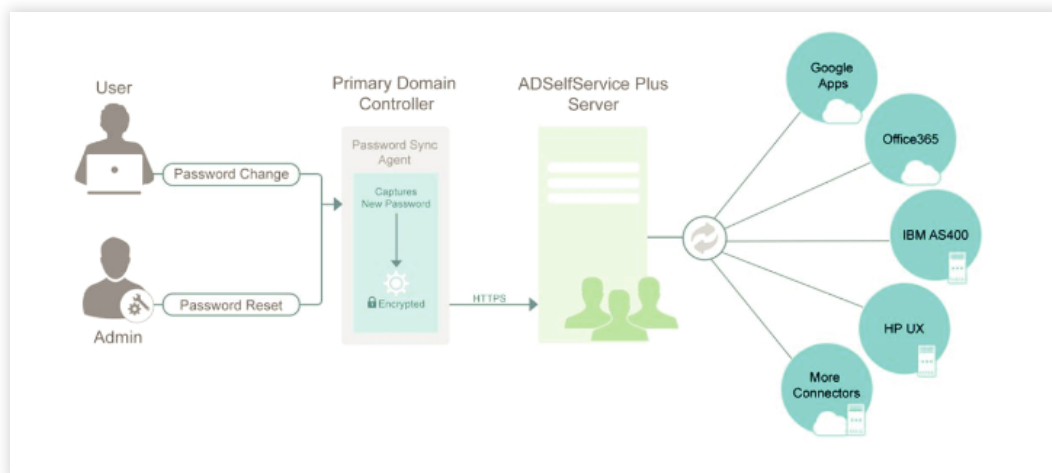 User
Password Change
Password Reset
Admin
Primary Domain
Controller
Password Sync
Agent
Captures
New Password
Encrypted
HTTPS
ADSelfService Plus
Server
Google
Apps
Office365
IBM AS400
HP UX
More
Connectors